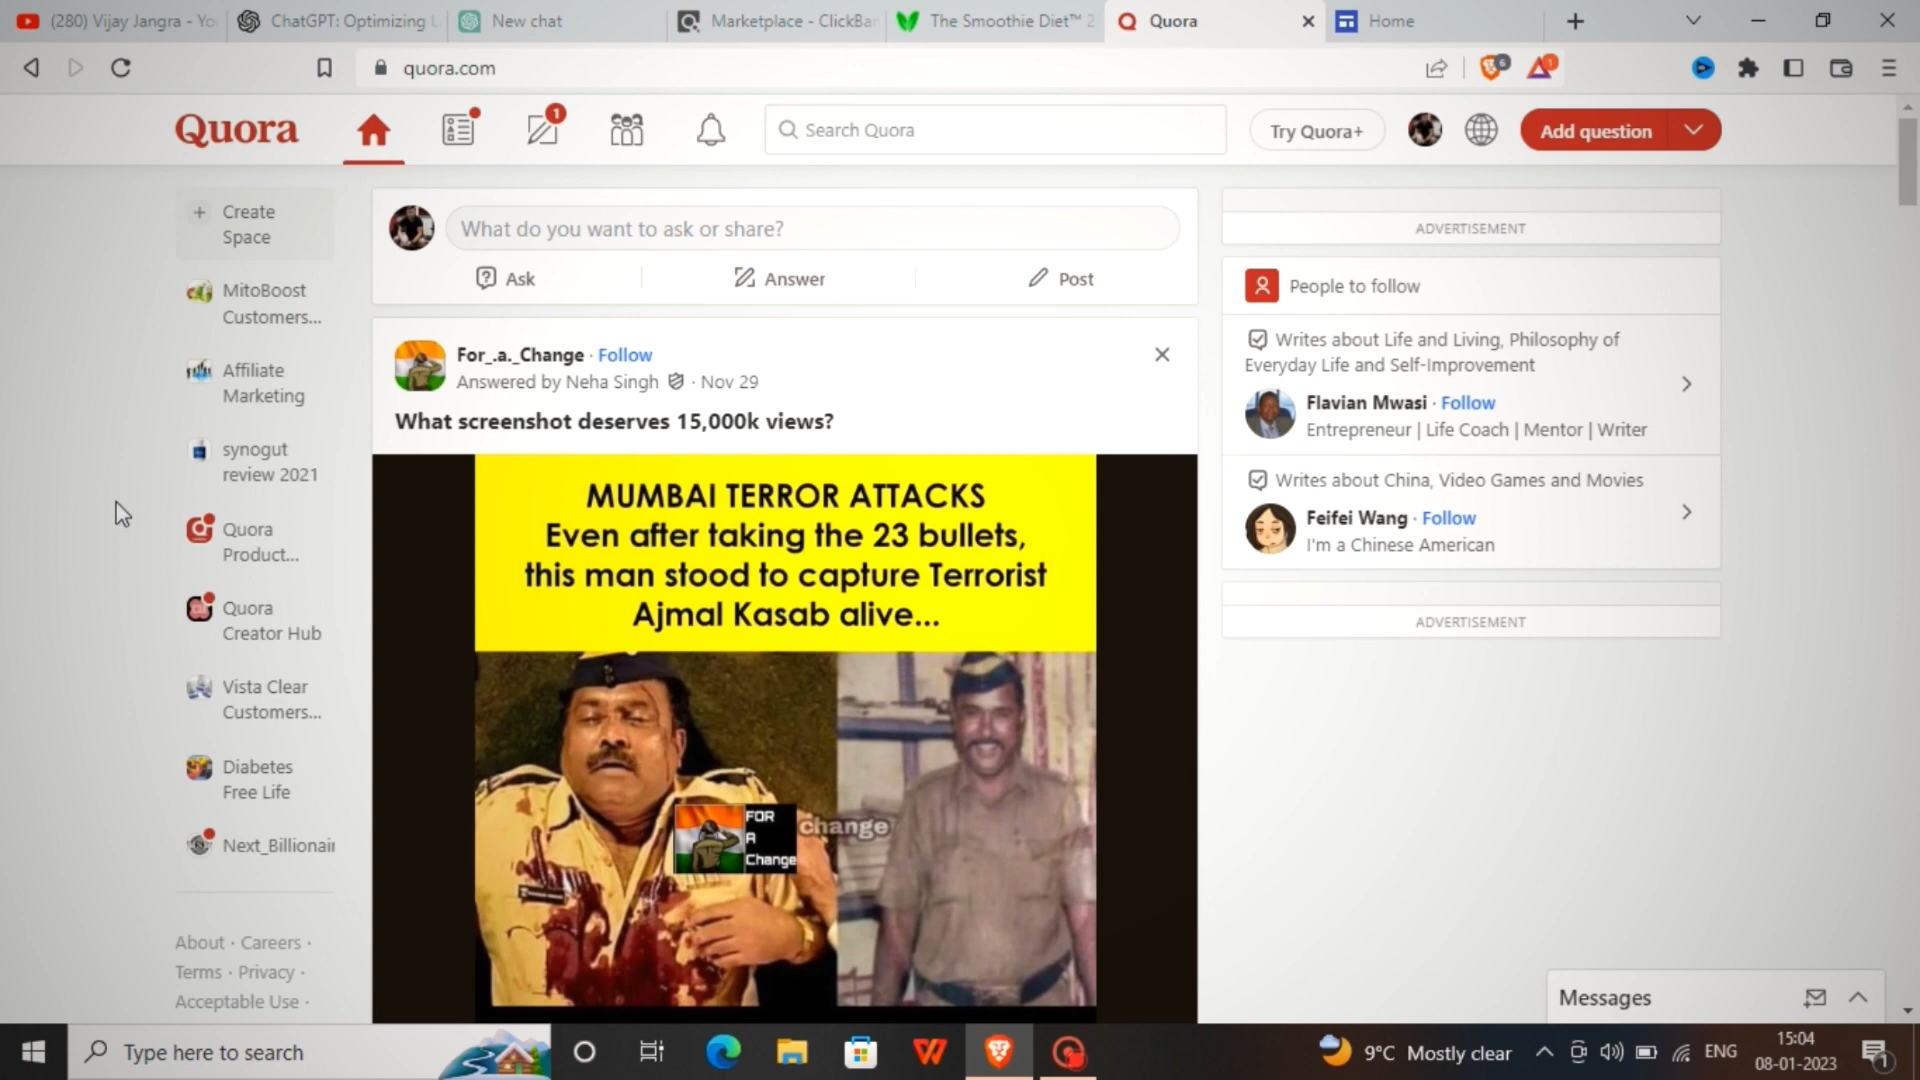 (280) Vijay Jangra - Yo
ChatGPT: Optimizing L
New chat
Marketplace - ClickBan
The Smoothie Diet™ 2
Quora
Home
quora.com
6
1
Quora
1
Search Quora
Try Quora+
Add question
Create
Space
MitoBoost
Customers...
Affiliate
Marketing
synogut
review 2021
Quora
Product...
Quora
Creator Hub
Vista Clear
Customers...
Diabetes
Free Life
Next_Billionair
About · Careers ·
Terms · Privacy ·
Acceptable Use ·
What do you want to ask or share?
Ask
Answer
Post
For_.a._Change · Follow
Answered by Neha Singh · Nov 29
What screenshot deserves 15,000k views?
MUMBAI TERROR ATTACKS
Even after taking the 23 bullets,
this man stood to capture Terrorist
Ajmal Kasab alive...
FOR
A
Change
change
ADVERTISEMENT
People to follow
Writes about Life and Living, Philosophy of
Everyday Life and Self-Improvement
Flavian Mwasi · Follow
Entrepreneur | Life Coach | Mentor | Writer
Writes about China, Video Games and Movies
Feifei Wang · Follow
I'm a Chinese American
ADVERTISEMENT
Messages
Type here to search
9°C Mostly clear
ENG
15:04
08-01-2023
1